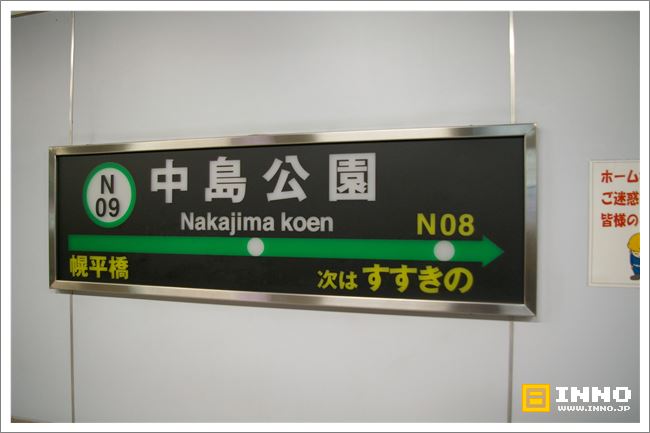 N
09
中島公園
Nakajima koen
N08
幌平橋
次は すすきの
ホーム
ご迷惑
皆様の
INNO
WWW.INNO.JP